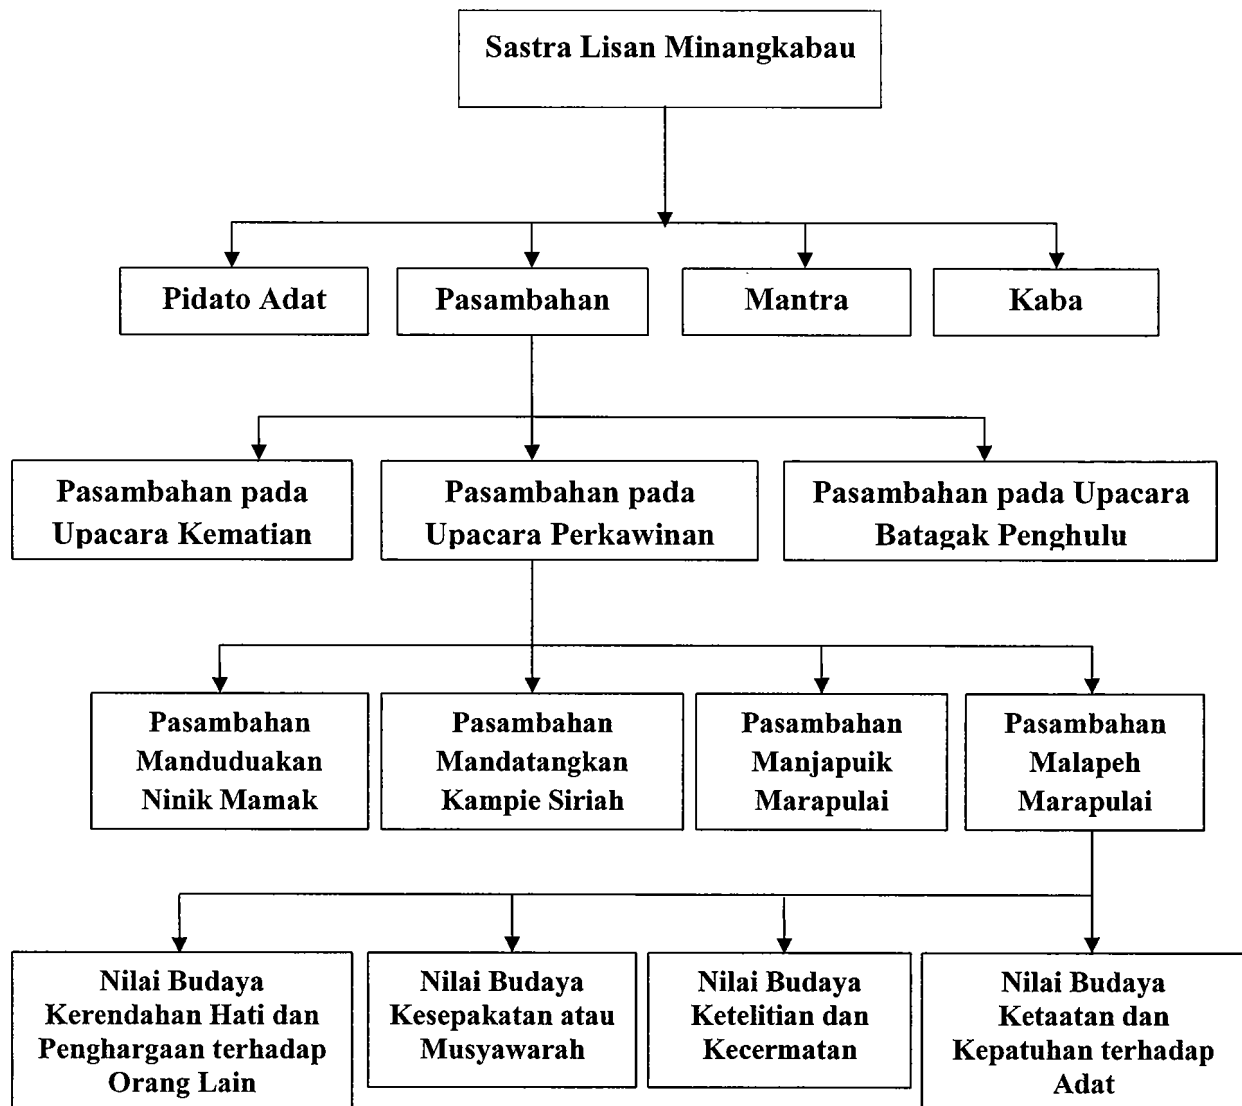 Sastra Lisan Minangkabau
Pidato Adat
Pasambahan
Mantra
Kaba
Pasambahan pada
Upacara Kematian
Pasambahan pada
Upacara Perkawinan
Pasambahan pada Upacara
Batagak Penghulu
Pasambahan
Manduduakan
Ninik Mamak
Pasambahan
Mandatangkan
Kampie Siriah
Pasambahan
Manjapuik
Marapulai
Pasambahan
Malapeh
Marapulai
Nilai Budaya
Kerendahan Hati dan
Penghargaan terhadap
Orang Lain
Nilai Budaya
Kesepakatan atau
Musyawarah
Nilai Budaya
Ketelitian dan
Kecermatan
Nilai Budaya
Ketaatan dan
Kepatuhan terhadap
Adat